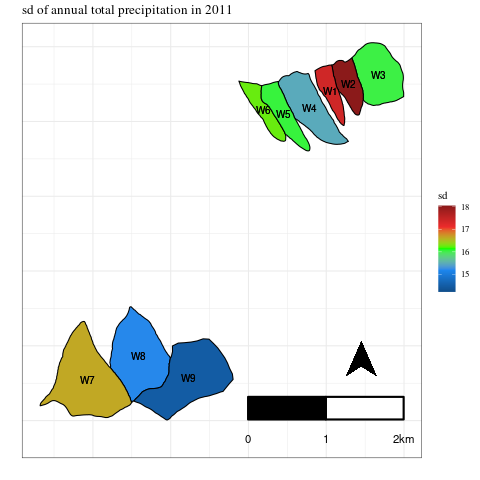 sd of annual total precipitation in 2011
W3
W2
W1
W4
W6
W5
sd
18
17
16
15
W8
W7
W9
0 1 2km